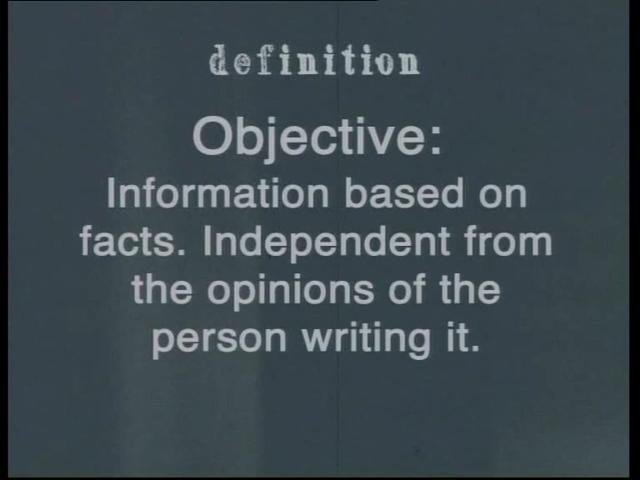 definition
Objective:
Information based on
facts. Independent from
the opinions of the
person writing it.